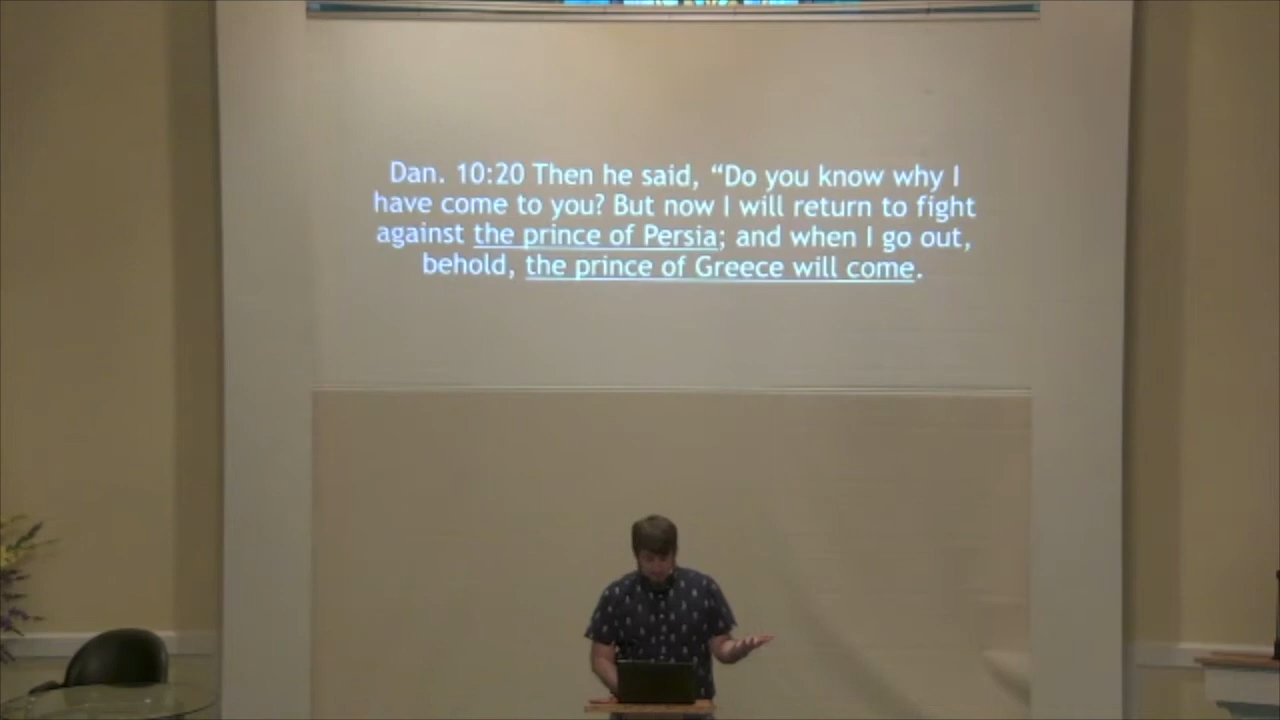 Dan. 10:20 Then he said, “Do you know why I
have come to you? But now I will return to fight
against the prince of Persia; and when I go out,
behold, the prince of Greece will come.